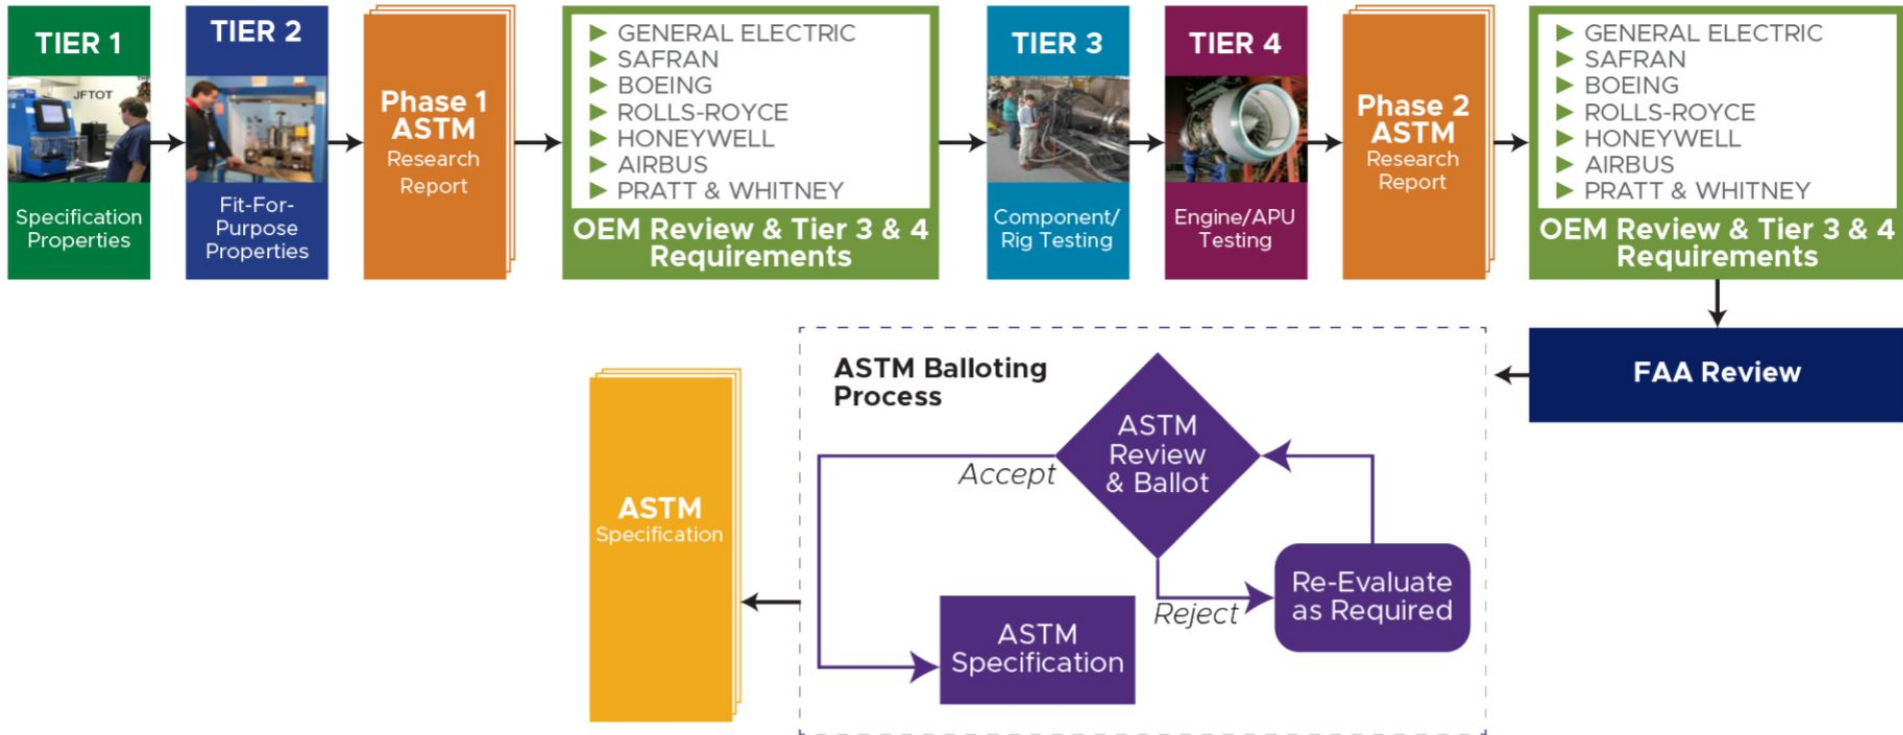 TIER 1
JFTOT
Specification
Properties
TIER 2
Fit-For-
Purpose
Properties
Phase 1
ASTM
Research
Report
GENERAL ELECTRIC
SAFRAN
BOEING
ROLLS-ROYCE
HONEYWELL
AIRBUS
PRATT & WHITNEY
OEM Review & Tier 3 & 4
Requirements
TIER 3
Component/
Rig Testing
TIER 4
Engine/APU
Testing
Phase 2
ASTM
Research
Report
GENERAL ELECTRIC
SAFRAN
BOEING
ROLLS-ROYCE
HONEYWELL
AIRBUS
PRATT & WHITNEY
OEM Review & Tier 3 & 4
Requirements
FAA Review
ASTM Balloting
Process
ASTM
Review
& Ballot
Accept
Reject
Re-Evaluate
as Required
ASTM
Specification
ASTM
Specification